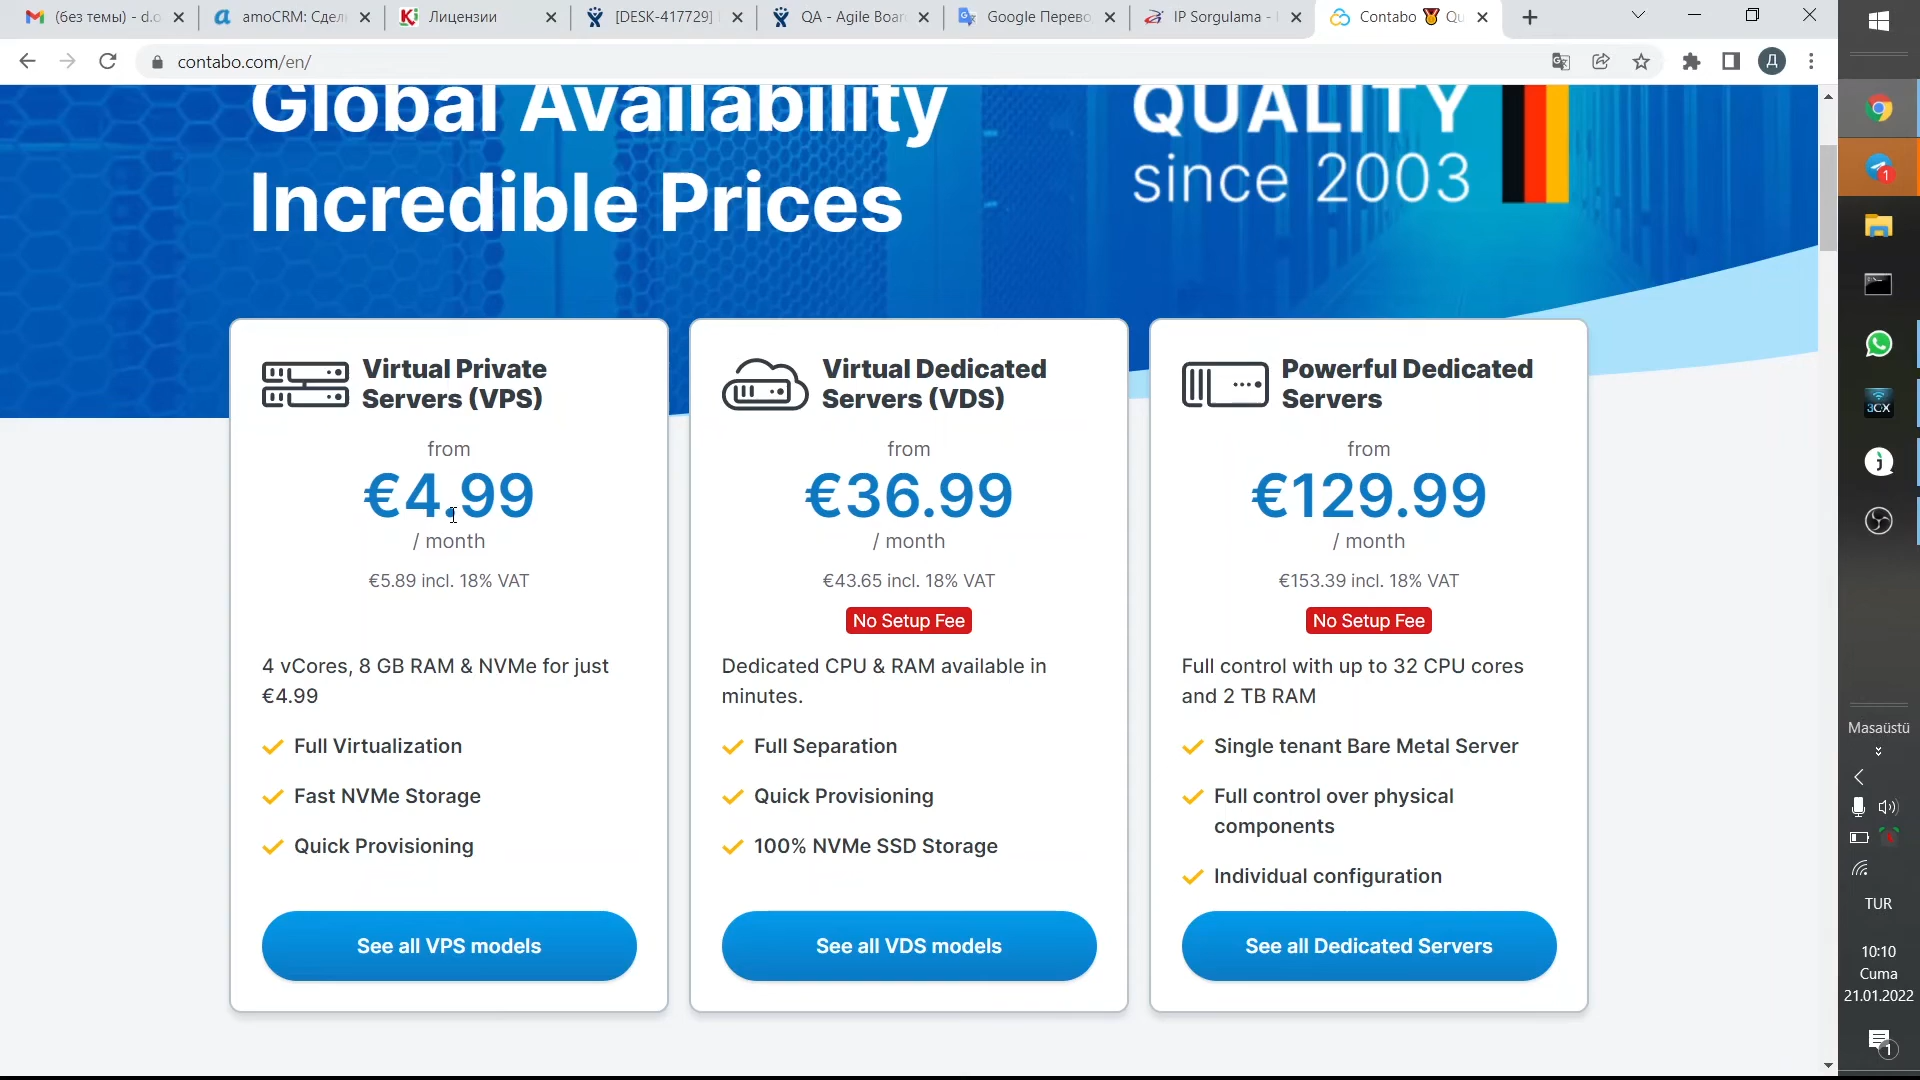 (без темы) - d.o
amoCRM: Сдел
Лицензии
[DESK-417729]
QA - Agile Boar
Google Перево
IP Sorgulama -
Contabo 🏅 Qu
contabo.com/en/
Д
Global Availability
Incredible Prices
QUALITY
since 2003
Virtual Private
Servers (VPS)
from
€4.99
/ month
€5.89 incl. 18% VAT
4 vCores, 8 GB RAM & NVMe for just
€4.99
Full Virtualization
Fast NVMe Storage
Quick Provisioning
See all VPS models
Virtual Dedicated
Servers (VDS)
from
€36.99
/ month
€43.65 incl. 18% VAT
No Setup Fee
Dedicated CPU & RAM available in
minutes.
Full Separation
Quick Provisioning
100% NVMe SSD Storage
See all VDS models
Powerful Dedicated
Servers
from
€129.99
/ month
€153.39 incl. 18% VAT
No Setup Fee
Full control with up to 32 CPU cores
and 2 TB RAM
Single tenant Bare Metal Server
Full control over physical
components
Individual configuration
See all Dedicated Servers
1
3CX
Masaüstü
TUR
10:10
Cuma
21.01.2022
1